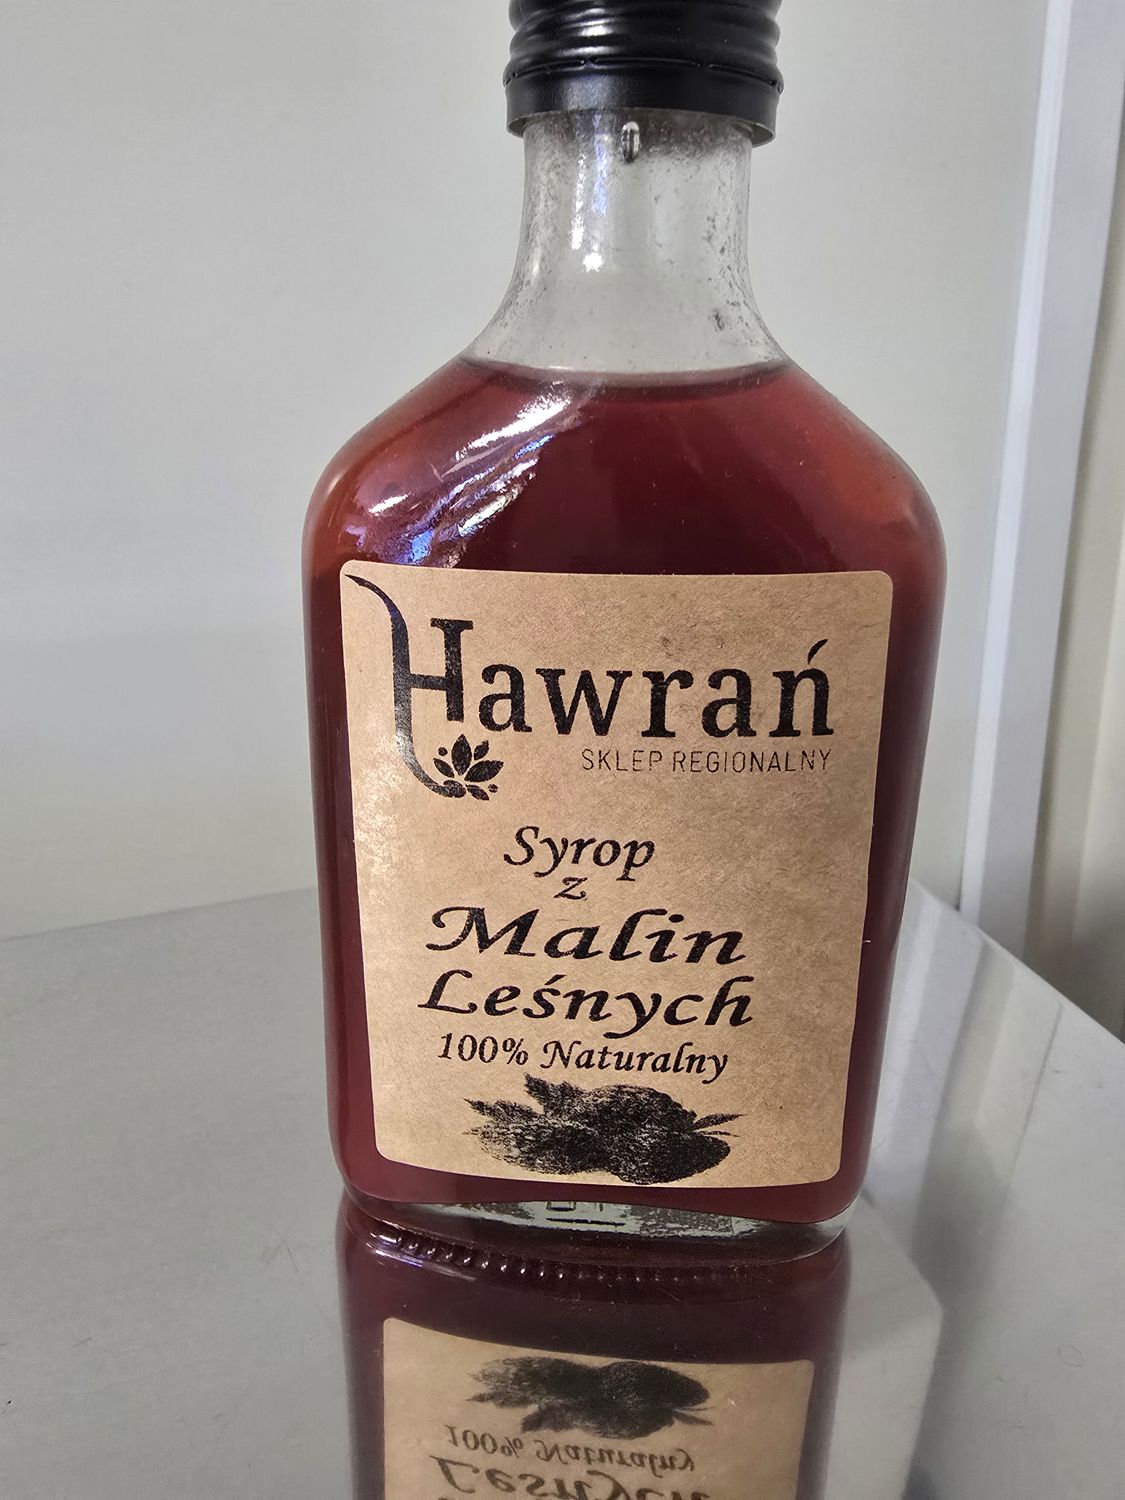 Hawrań
SKLEP REGIONALNY
Syrop
z
Malin
Leśnych
100% Naturalny